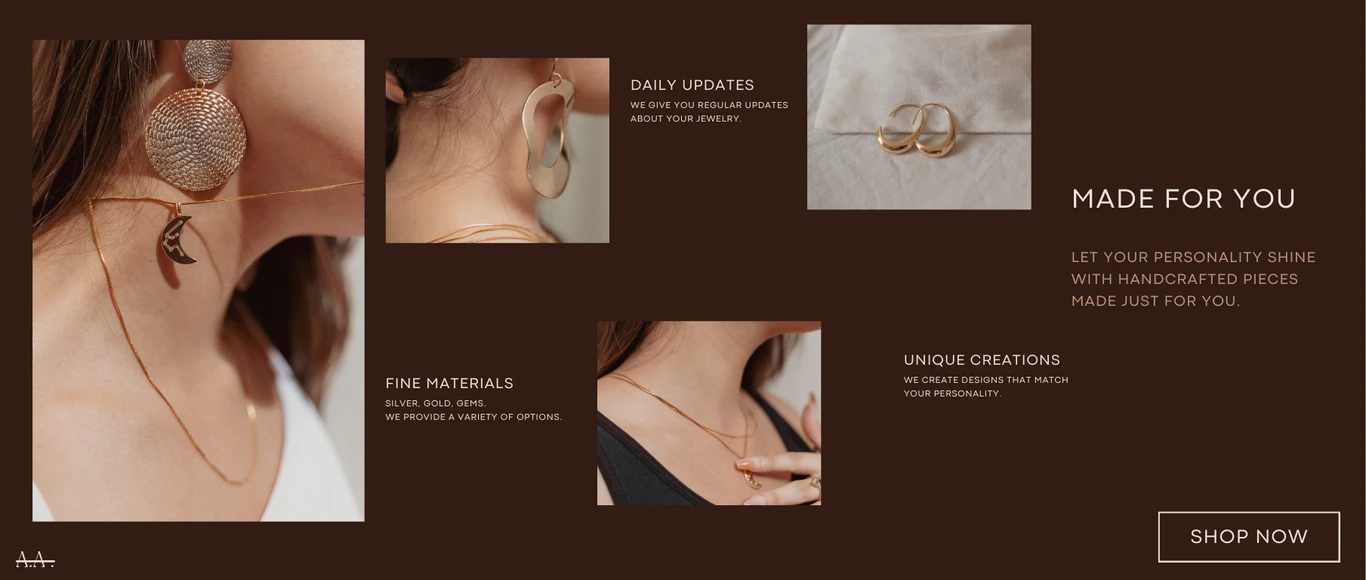 DAILY UPDATES
WE GIVE YOU REGULAR UPDATES
ABOUT YOUR JEWELRY.
MADE FOR YOU
LET YOUR PERSONALITY SHINE
WITH HANDCRAFTED PIECES
MADE JUST FOR YOU.
FINE MATERIALS
SILVER, GOLD, GEMS.
WE PROVIDE A VARIETY OF OPTIONS.
UNIQUE CREATIONS
WE CREATE DESIGNS THAT MATCH
YOUR PERSONALITY.
SHOP NOW
A.A.